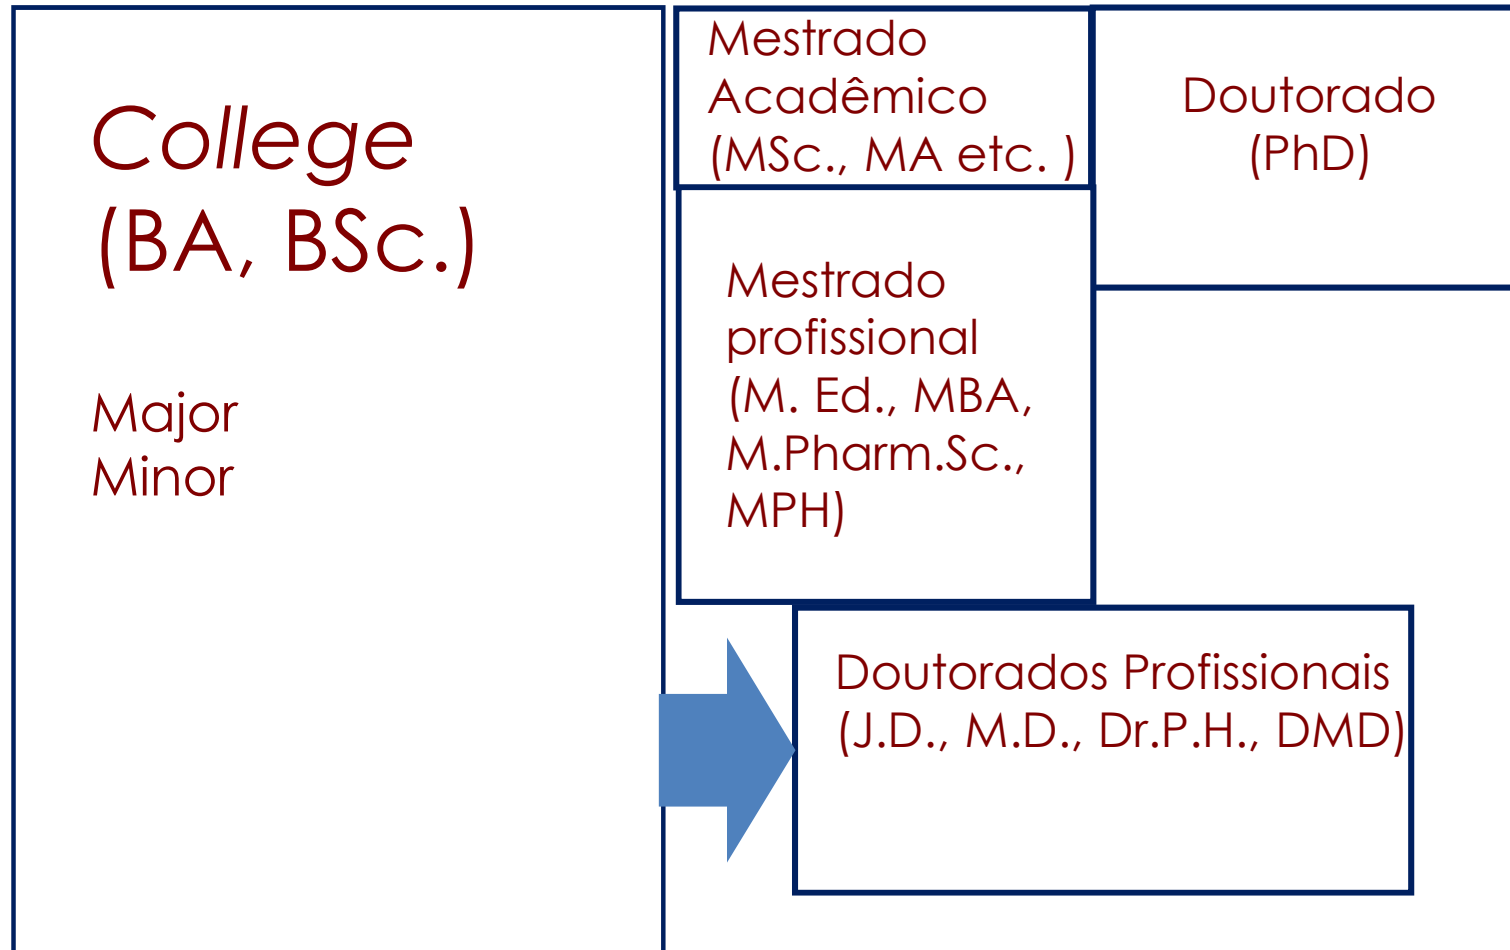 College
(BA, BSc.)
Major
Minor
Mestrado
Acadêmico
(MSc., MA etc. )
Doutorado
(PhD)
Mestrado
profissional
(M. Ed., MBA,
M.Pharm.Sc.,
MPH)
Doutorados Profissionais
(J.D., M.D., Dr.P.H., DMD)